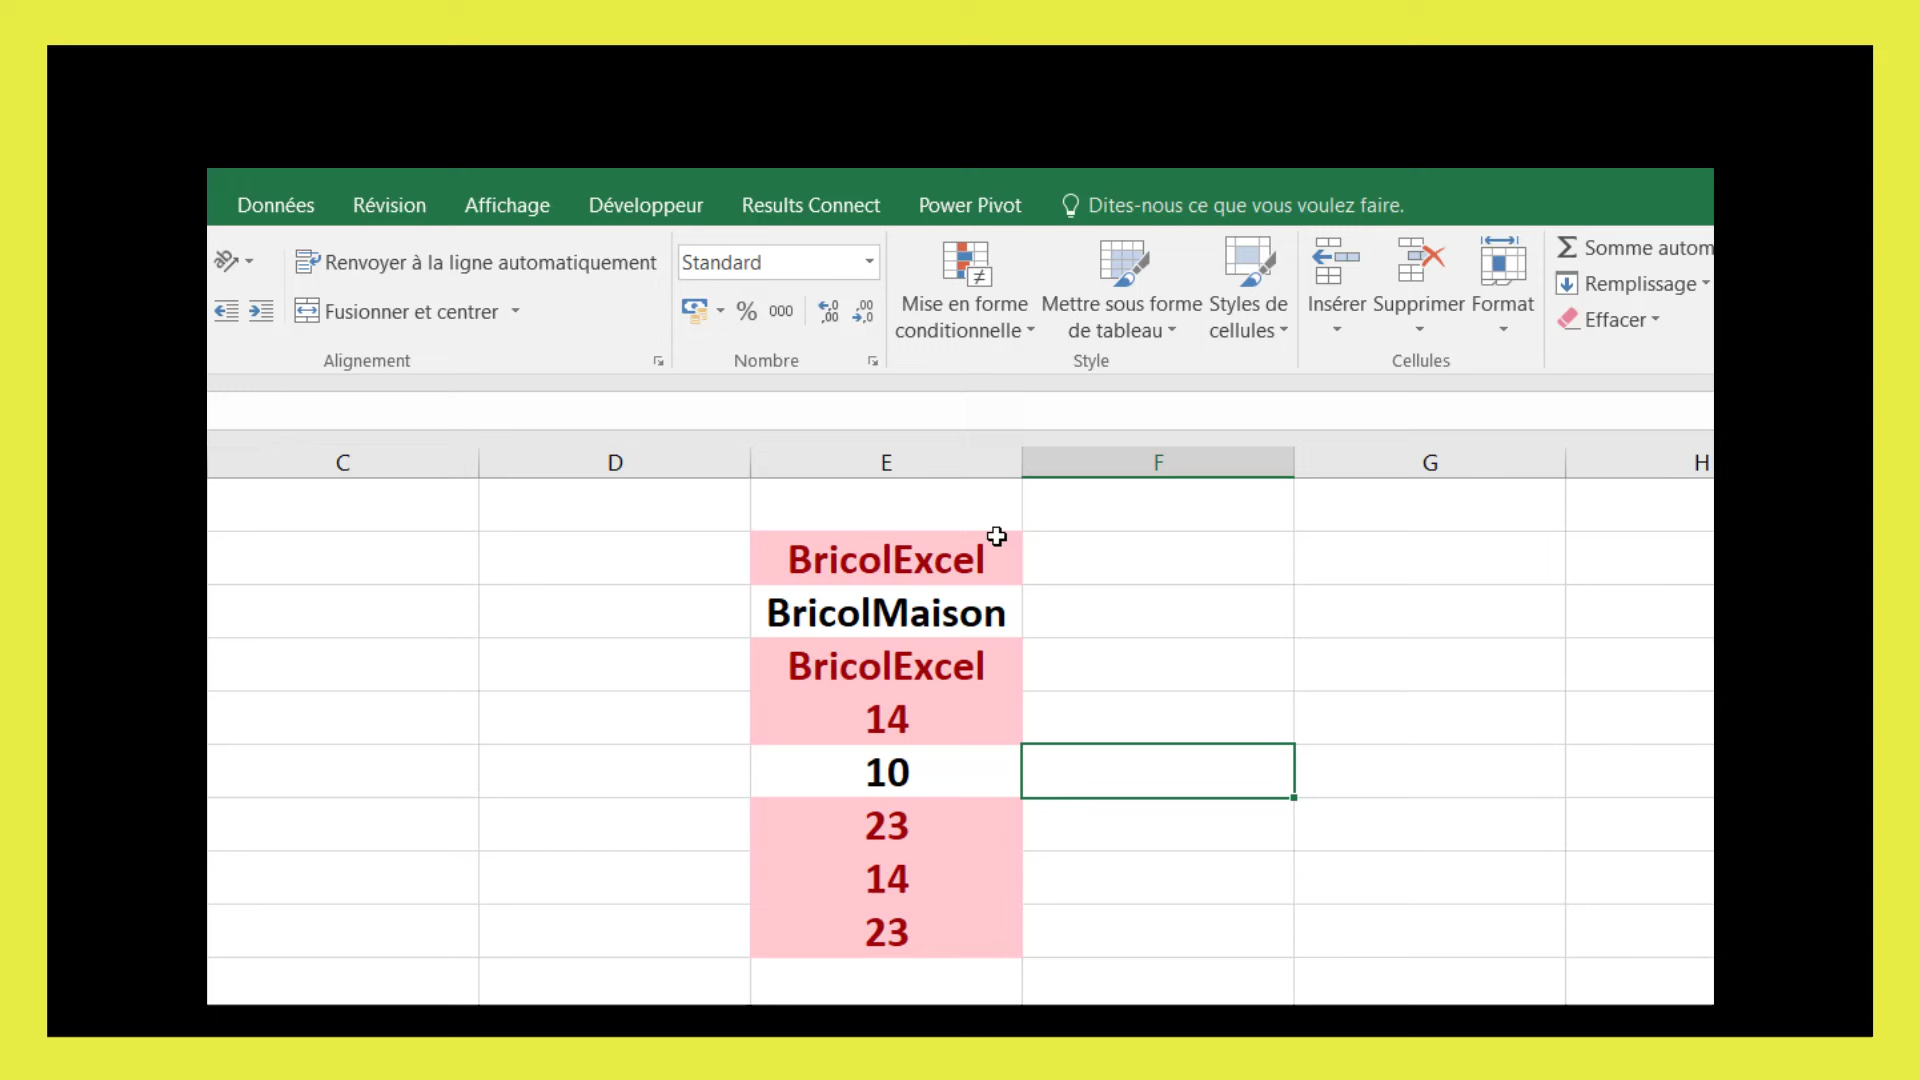 Données Révision Affichage Développeur Results Connect Power Pivot Dites-nous ce que vous voulez faire.
Renvoyer à la ligne automatiquement
Fusionner et centrer
Alignement
Standard
% 000
Nombre
Mise en forme
conditionnelle
Mettre sous forme
de tableau
Styles de
cellules
Style
Insérer Supprimer Format
Cellules
Σ Somme autom
Remplissage
Effacer
C D E F G H
BricolExcel
BricolMaison
BricolExcel
14
10
23
14
23